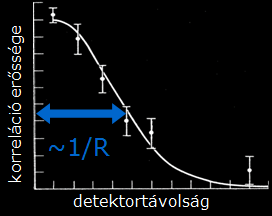 korreláció erőssége
~1/R
detektortávolság